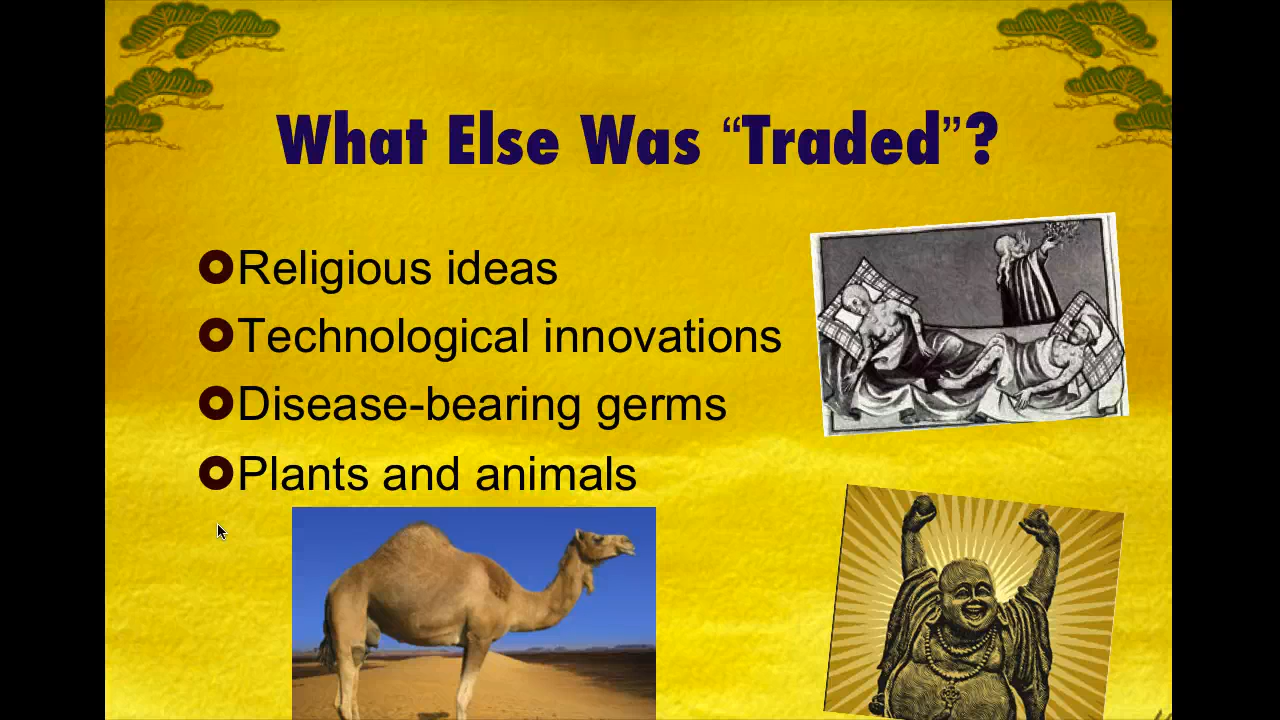 What Else Was “Traded”?
Religious ideas
Technological innovations
Disease-bearing germs
Plants and animals